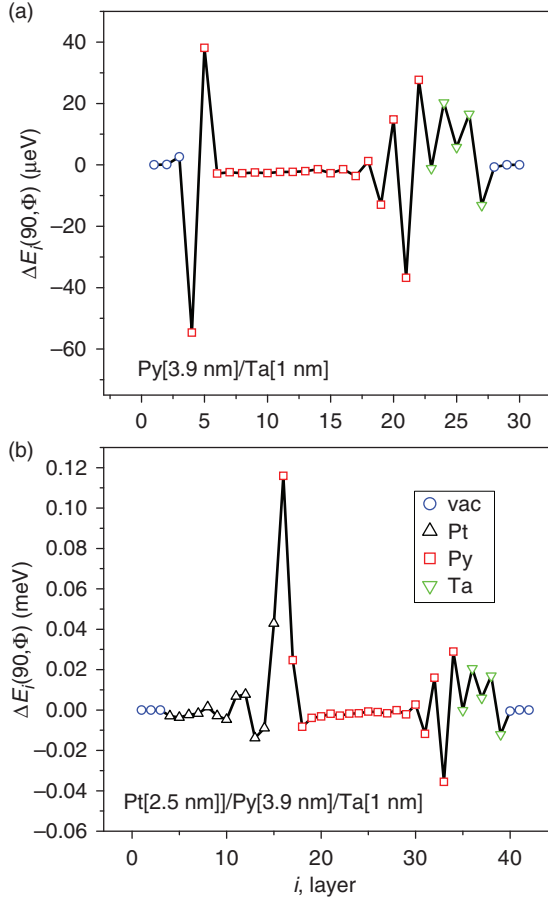 (a)
40
20
0
−20
−40
−60
ΔEi(90,Φ) (μeV)
Py[3.9 nm]/Ta[1 nm]
0 5 10 15 20 25 30
(b)
0.12
0.10
0.08
0.06
0.04
0.02
0.00
−0.02
−0.04
−0.06
ΔEi(90,Φ) (meV)
vac
Pt
Py
Ta
Pt[2.5 nm]]/Py[3.9 nm]/Ta[1 nm]
0 10 20 30 40
i, layer